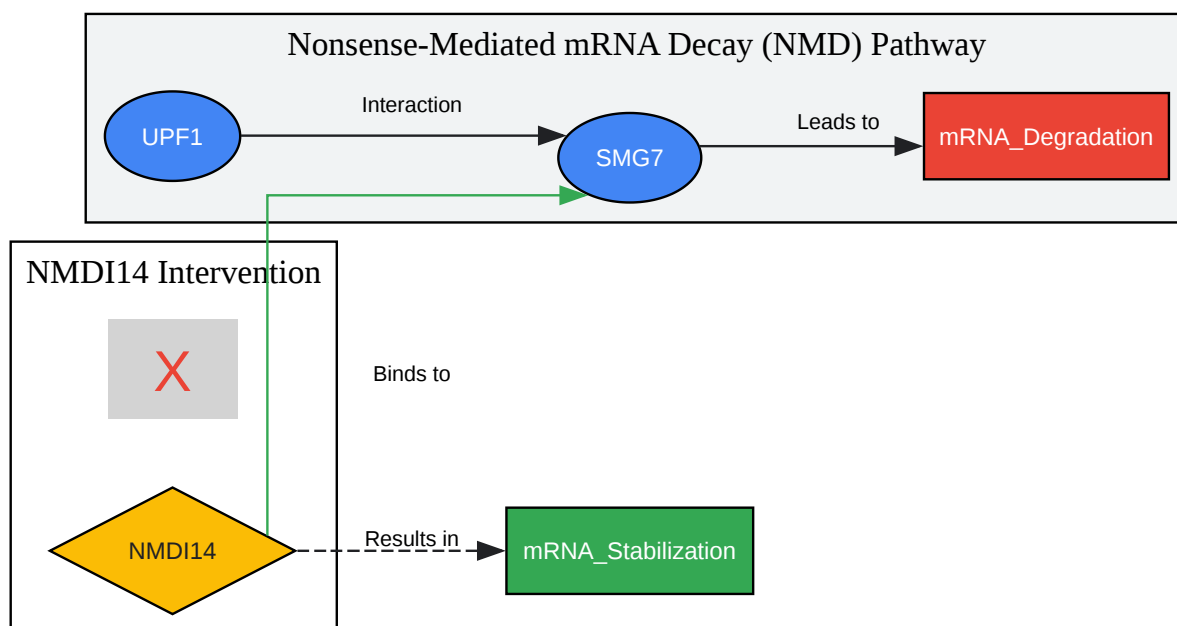 Nonsense-Mediated mRNA Decay (NMD) Pathway
Interaction
UPF1
SMG7
Leads to
mRNA_Degradation
NMDI14 Intervention
X
Binds to
NMDI14
Results in
mRNA_Stabilization